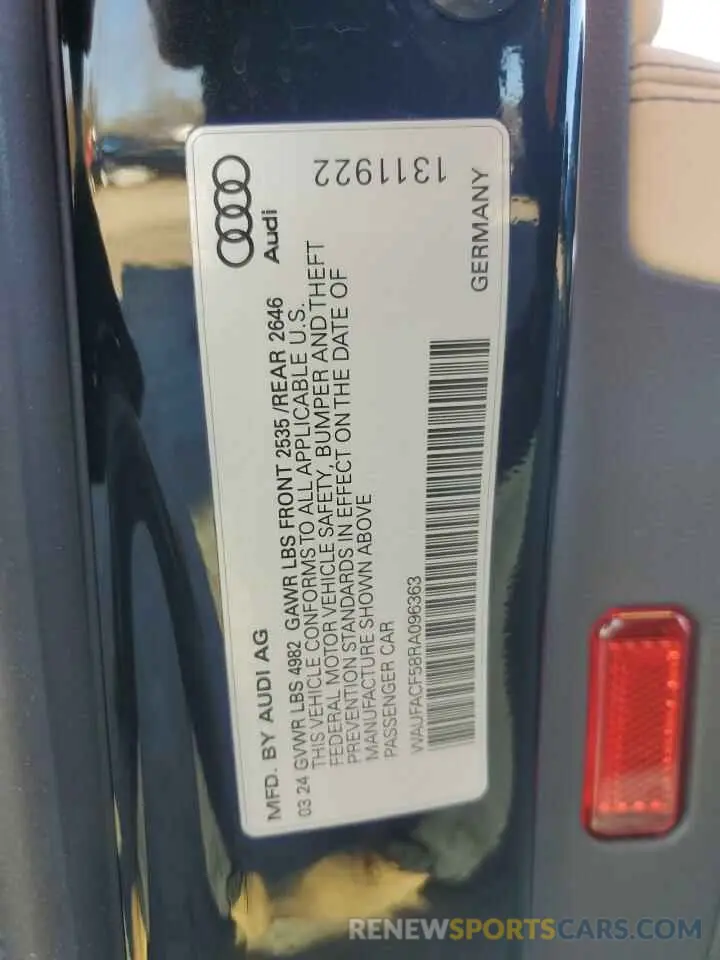 MFD. BY AUDI AG
Audi
03 24 GVWR LBS 4982 GAWR LBS FRONT 2535 /REAR 2646
THIS VEHICLE CONFORMS TO ALL APPLICABLE U.S.
FEDERAL MOTOR VEHICLE SAFETY, BUMPER AND THEFT
PREVENTION STANDARDS IN EFFECT ON THE DATE OF
MANUFACTURE SHOWN ABOVE
PASSENGER CAR
WAUFACF58RA096363
GERMANY
1311922
RENEWSPORTSCARS.COM